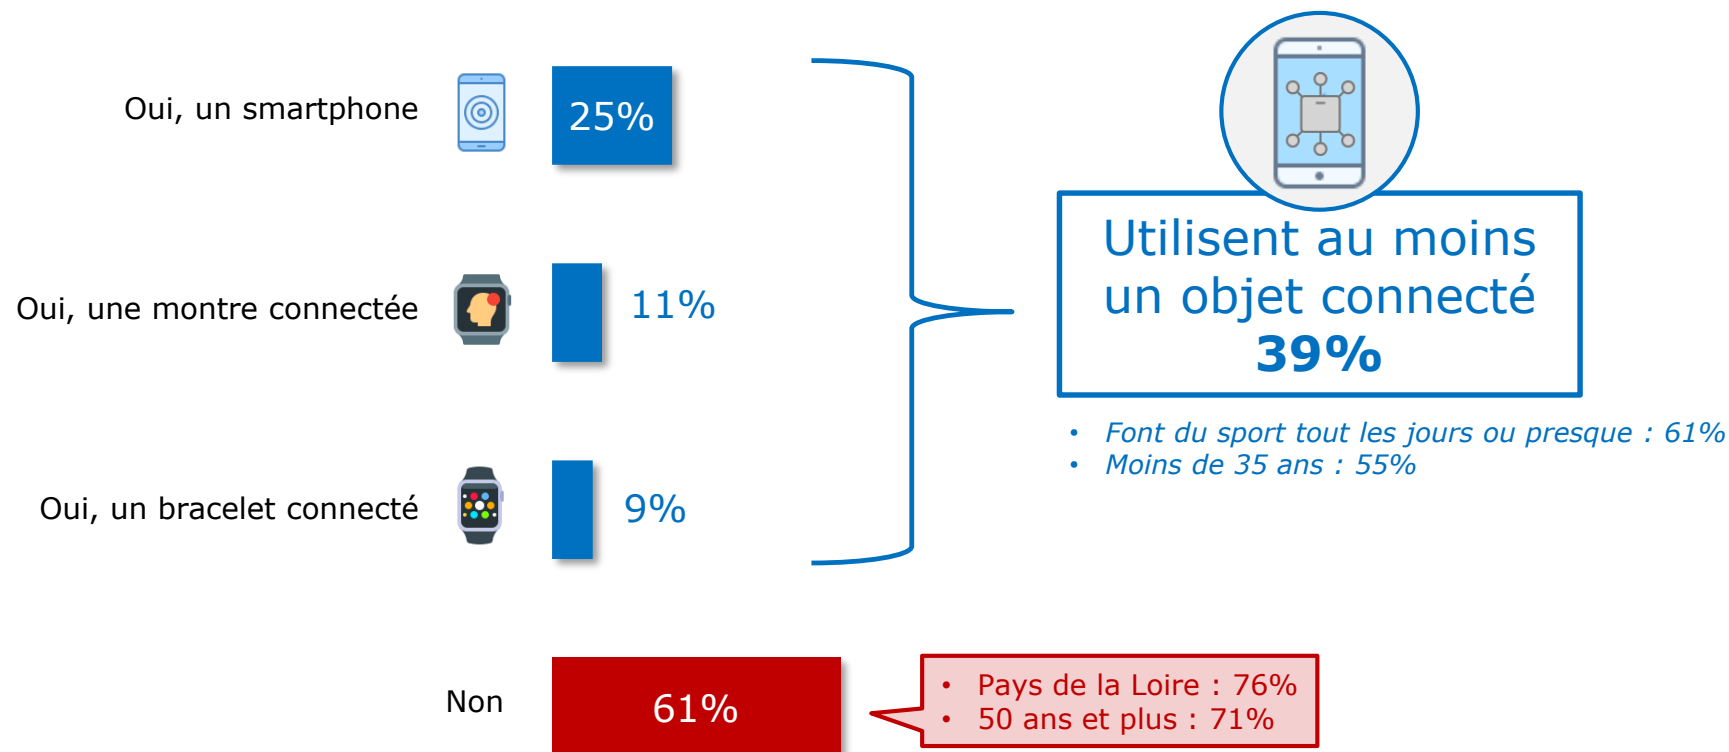 Oui, un smartphone
25%
Oui, une montre connectée
11%
Oui, un bracelet connecté
9%
Utilisent au moins
un objet connecté
39%
• Font du sport tout les jours ou presque : 61%
• Moins de 35 ans : 55%
Non
61%
• Pays de la Loire : 76%
• 50 ans et plus : 71%